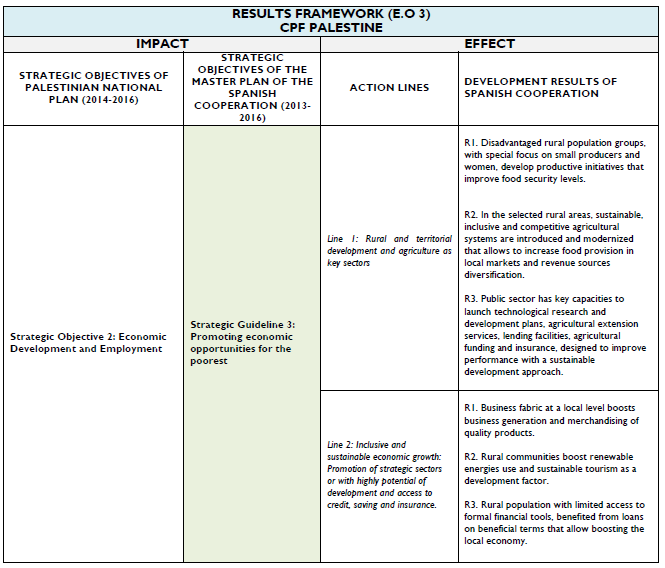 RESULTS FRAMEWORK (E.O 3)
CPF PALESTINE
IMPACT
EFFECT
STRATEGIC OBJECTIVES OF
PALESTINIAN NATIONAL
PLAN (2014-2016)
STRATEGIC
OBJECTIVES OF THE
MASTER PLAN OF THE
SPANISH
COOPERATION (2013-
2016)
ACTION LINES
DEVELOPMENT RESULTS OF
SPANISH COOPERATION
Strategic Objective 2: Economic
Development and Employment
Strategic Guideline 3:
Promoting economic
opportunities for the
poorest
Line 1: Rural and territorial
development and agriculture as
key sectors
R1. Disadvantaged rural population groups,
with special focus on small producers and
women, develop productive initiatives that
improve food security levels.
R2. In the selected rural areas, sustainable,
inclusive and competitive agricultural
systems are introduced and modernized
that allows to increase food provision in
local markets and revenue sources
diversification.
R3. Public sector has key capacities to
launch technological research and
development plans, agricultural extension
services, lending facilities, agricultural
funding and insurance, designed to improve
performance with a sustainable
development approach.
Line 2: Inclusive and
sustainable economic growth:
Promotion of strategic sectors
or with highly potential of
development and access to
credit, saving and insurance.
R1. Business fabric at a local level boosts
business generation and merchandising of
quality products.
R2. Rural communities boost renewable
energies use and sustainable tourism as a
development factor.
R3. Rural population with limited access to
formal financial tools, benefited from loans
on beneficial terms that allow boosting the
local economy.